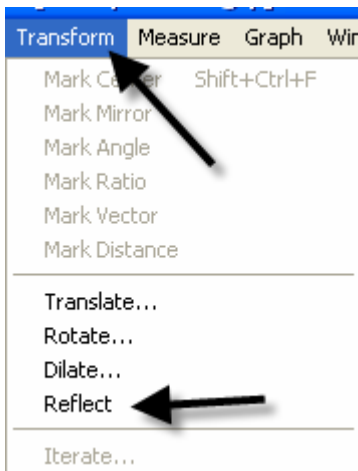 Transform Measure Graph
Mark Center Shift+Ctrl+F
Mark Mirror
Mark Angle
Mark Ratio
Mark Vector
Mark Distance
Translate...
Rotate...
Dilate...
Reflect
Iterate...